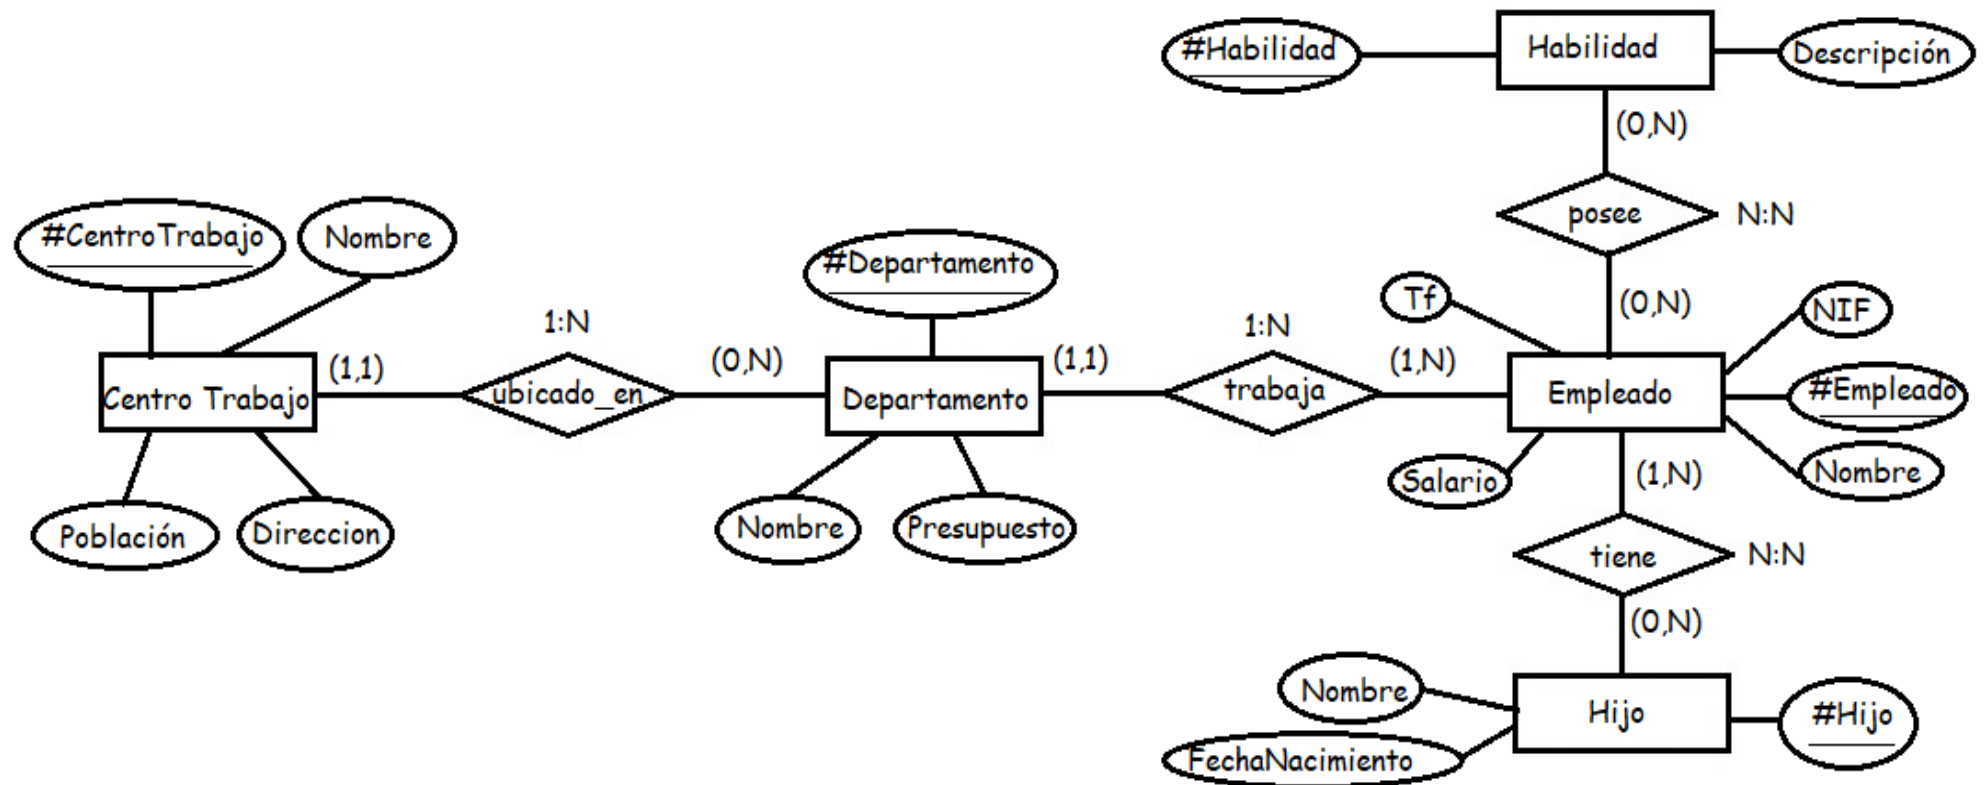 #Habilidad
Habilidad
Descripción
(0,N)
posee
N:N
#CentroTrabajo
Nombre
#Departamento
Tf
(0,N)
NIF
1:N
1:N
(1,1)
(0,N)
(1,1)
(1,N)
Centro Trabajo
ubicado_en
Departamento
trabaja
Empleado
#Empleado
Salario
(1,N)
Nombre
Población
Direccion
Nombre
Presupuesto
tiene
N:N
(0,N)
Nombre
Hijo
#Hijo
FechaNacimiento